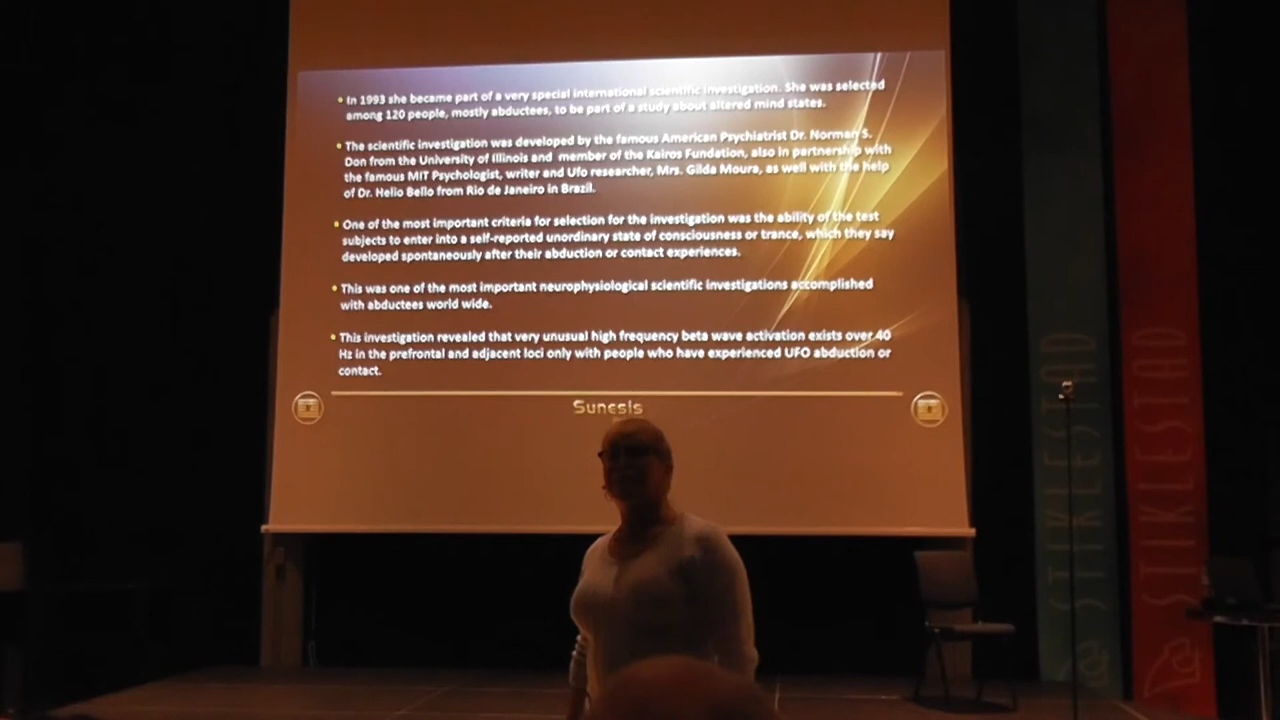 • In 1993 she became part of a very special international scientific investigation. She was selected
among 120 people, mostly abductees, to be part of a study about altered mind states.
• The scientific investigation was developed by the famous American Psychiatrist Dr. Norman S.
Don from the University of Illinois and member of the Kairos Fundation, also in partnership with
the famous MIT Psychologist, writer and Ufo researcher, Mrs. Gilda Moura, as well with the help
of Dr. Helio Bello from Rio de Janeiro in Brazil.
• One of the most important criteria for selection for the investigation was the ability of the test
subjects to enter into a self-reported unordinary state of consciousness or trance, which they say
developed spontaneously after their abduction or contact experiences.
• This was one of the most important neurophysiological scientific investigations accomplished
with abductees world wide.
• This investigation revealed that very unusual high frequency beta wave activation exists over 40
Hz in the prefrontal and adjacent loci only with people who have experienced UFO abduction or
contact.
Sunesis
STIKLESTAD
STIKLESTAD